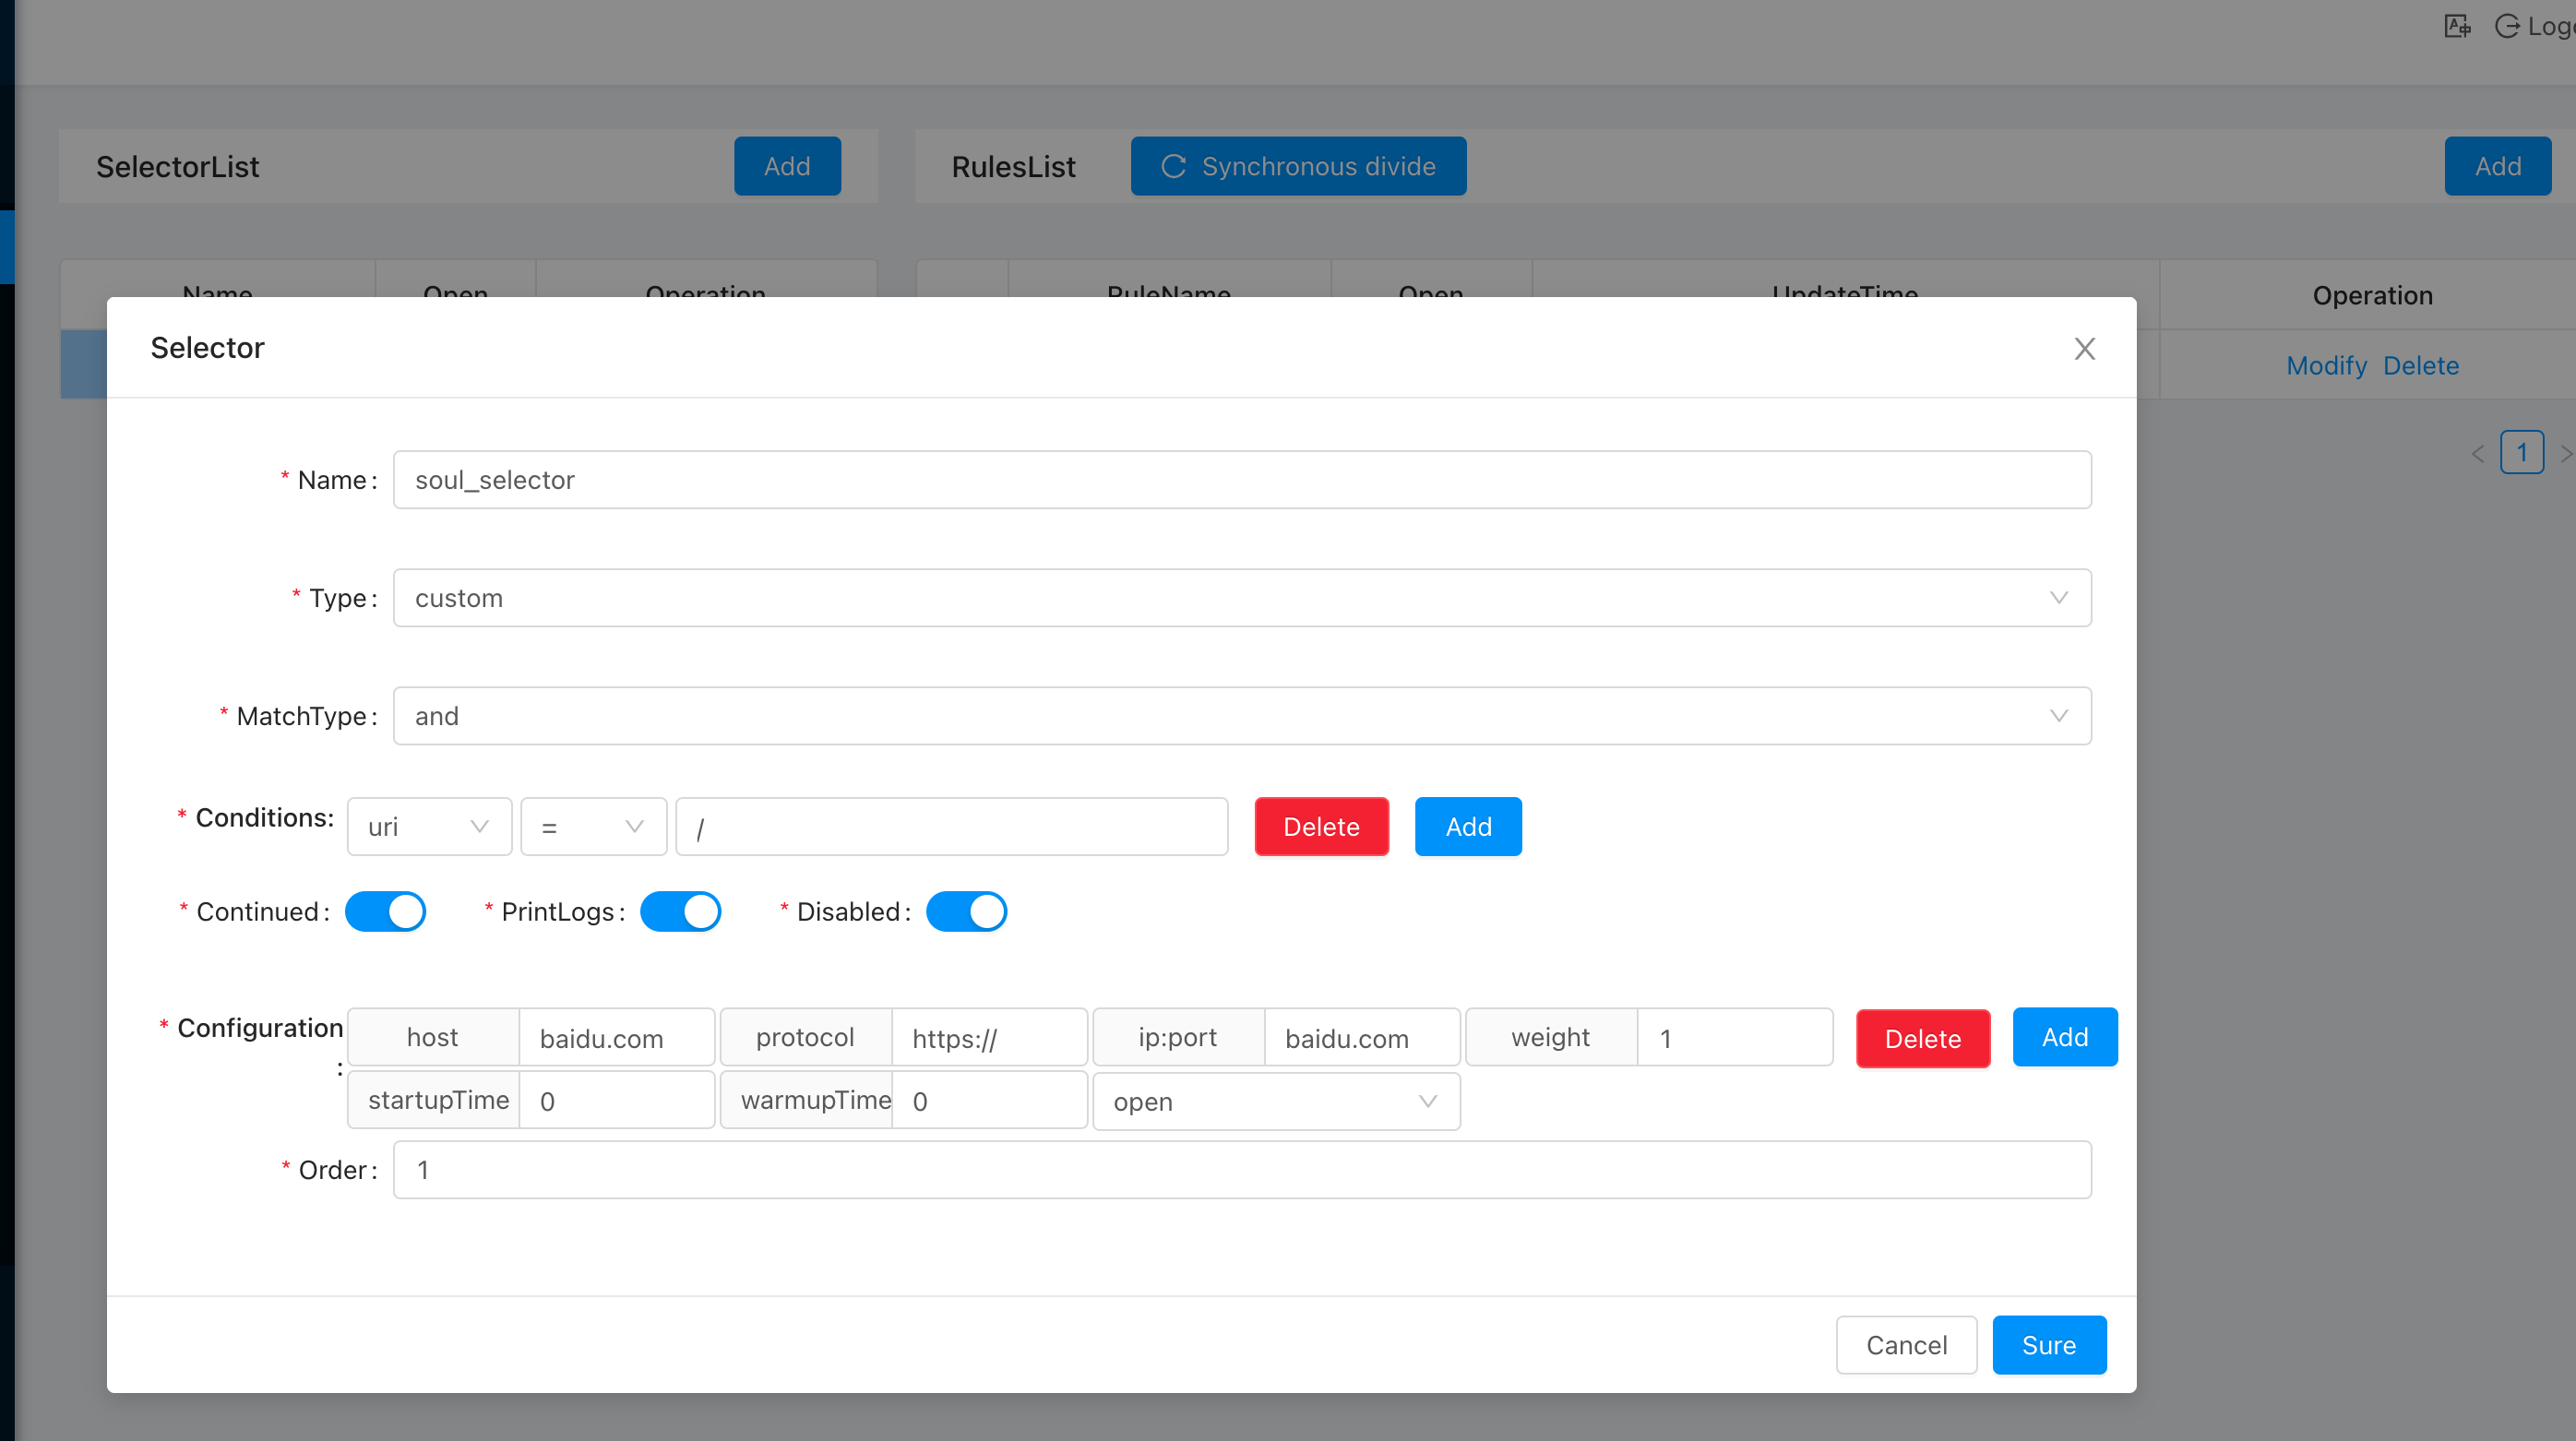 SelectorList Add RulesList Synchronous divide Add
Name Open Operation RuleName Open UpdateTime Operation
Modify Delete
1
Selector
* Name : soul_selector
* Type : custom
* MatchType : and
* Conditions: uri = / Delete Add
* Continued : * PrintLogs : * Disabled :
* Configuration : host baidu.com protocol https:// ip:port baidu.com weight 1 Delete Add
startupTime 0 warmupTime 0 open
* Order : 1
Cancel Sure